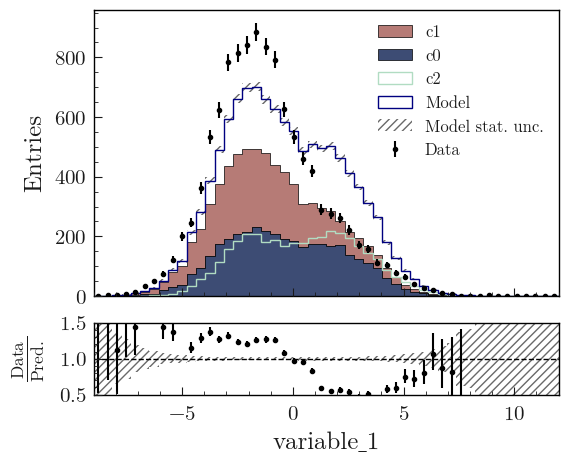 Entries
800
600
400
200
0
c1
c0
c2
Model
Model stat. unc.
Data
Data
Pred.
1.5
1.0
0.5
−5
0
5
10
variable_1